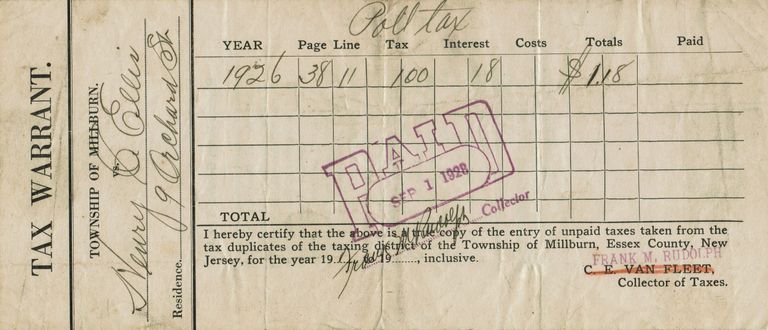 TAX WARRANT.
TOWNSHIP OF MILLBURN.
vs.
Henry C Ellis
Residence 9 Orchard St
Poll tax
YEAR Page Line Tax Interest Costs Totals Paid
1926 38 11 1 00 18 $ 1.18
PAID
SEP 1 1928
Collector
TOTAL
I hereby certify that the above is a true copy of the entry of unpaid taxes taken from the
tax duplicates of the taxing district of the Township of Millburn, Essex County, New
Jersey, for the year 19........19........, inclusive.
FRANK M. RUDOLPH
C. E. VAN FLEET,
Collector of Taxes.